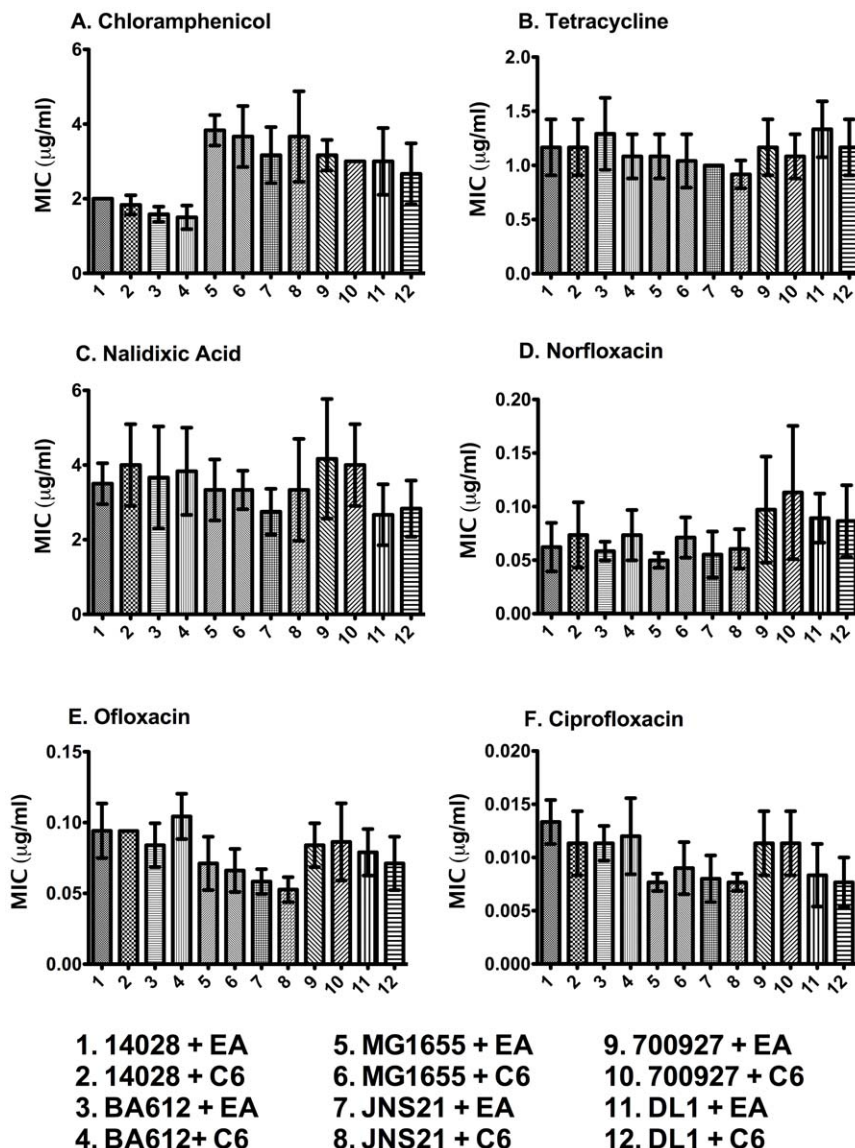 A. Chloramphenicol
B. Tetracycline
MIC (μg/ml)
6
4
2
0
1 2 3 4 5 6 7 8 9 10 11 12
MIC (μg/ml)
2.0
1.5
1.0
0.5
0.0
1 2 3 4 5 6 7 8 9 10 11 12
C. Nalidixic Acid
D. Norfloxacin
MIC (μg/ml)
6
4
2
0
1 2 3 4 5 6 7 8 9 10 11 12
MIC (μg/ml)
0.20
0.15
0.10
0.05
0.00
1 2 3 4 5 6 7 8 9 10 11 12
E. Ofloxacin
F. Ciprofloxacin
MIC (μg/ml)
0.15
0.10
0.05
0.00
1 2 3 4 5 6 7 8 9 10 11 12
MIC (μg/ml)
0.020
0.015
0.010
0.005
0.000
1 2 3 4 5 6 7 8 9 10 11 12
1. 14028 + EA
2. 14028 + C6
3. BA612 + EA
4. BA612+ C6
5. MG1655 + EA
6. MG1655 + C6
7. JNS21 + EA
8. JNS21 + C6
9. 700927 + EA
10. 700927 + C6
11. DL1 + EA
12. DL1 + C6